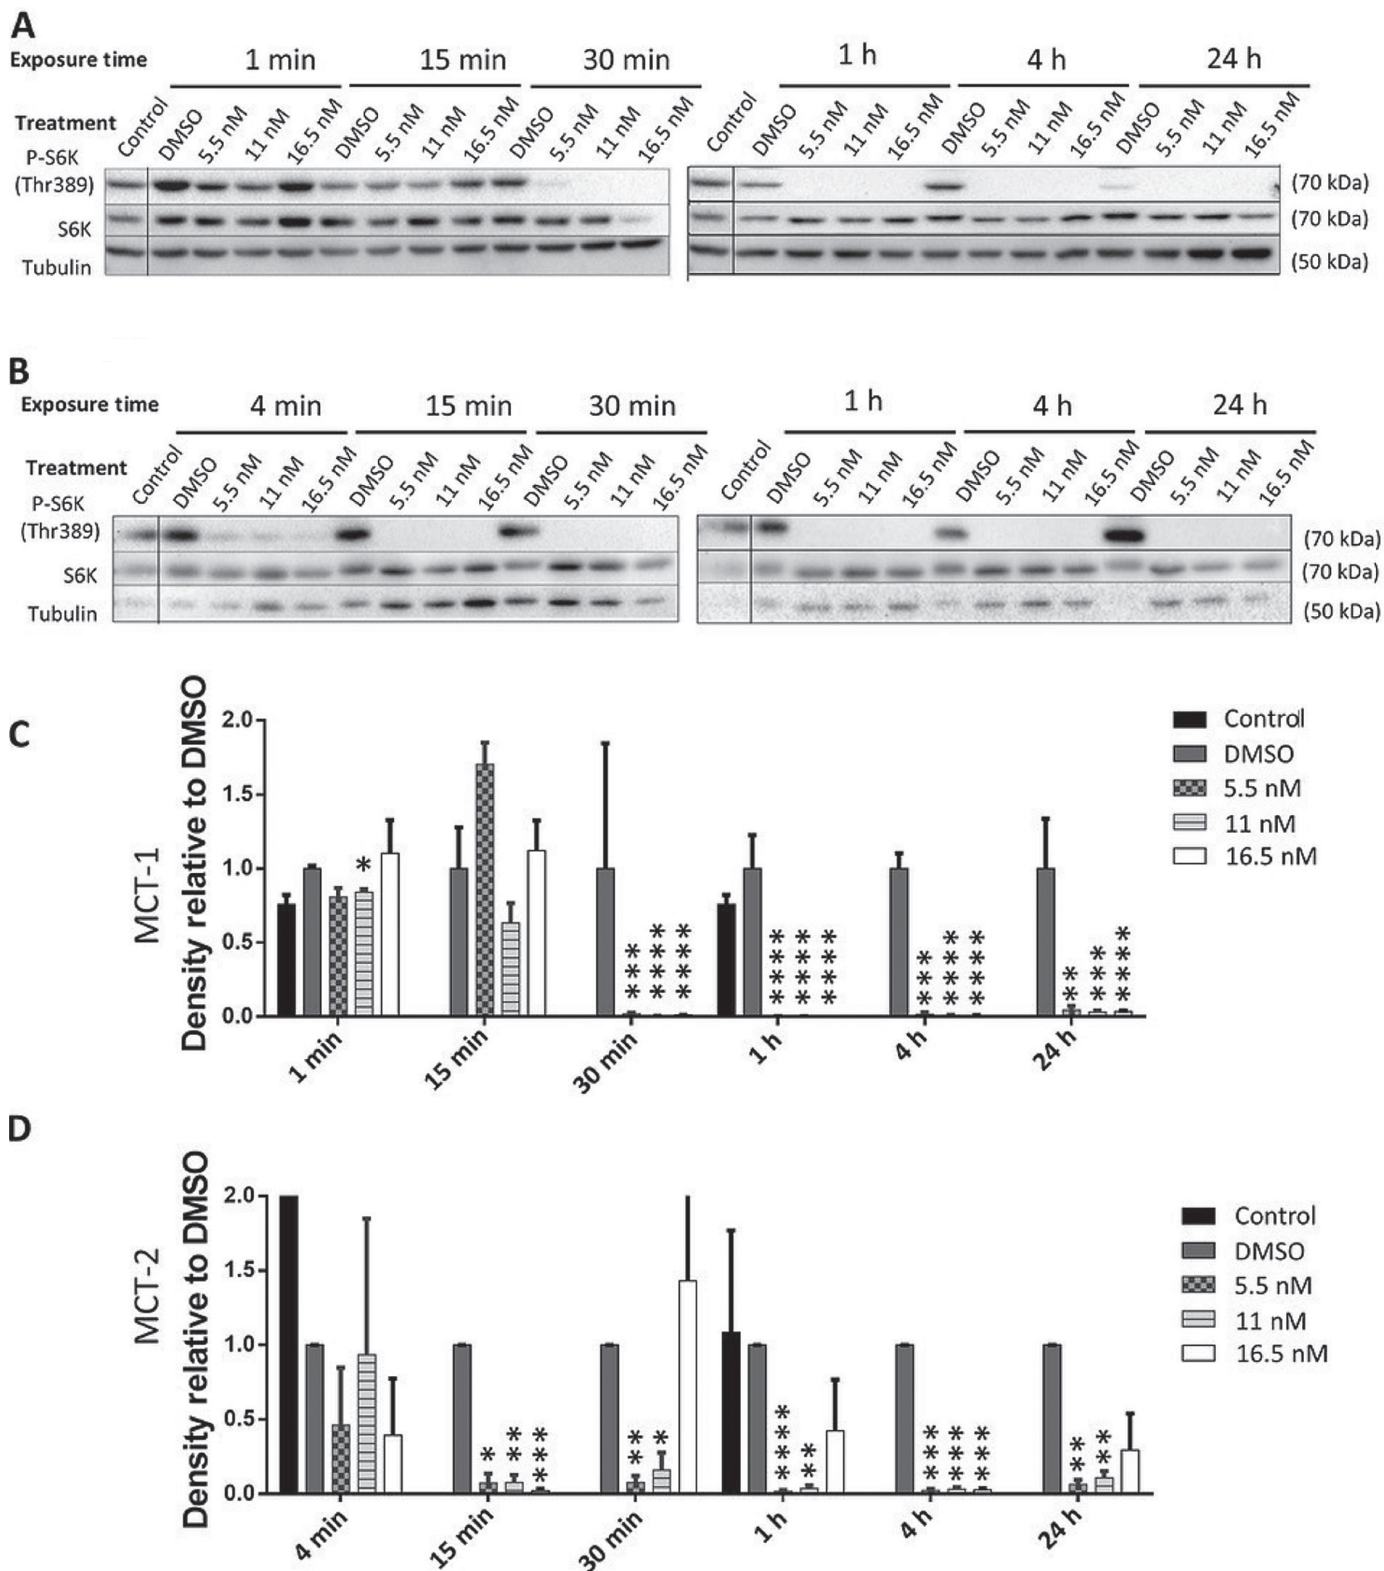 A
Exposure time 1 min 15 min 30 min 1 h 4 h 24 h
Treatment Control DMSO 5.5 nM 11 nM 16.5 nM DMSO 5.5 nM 11 nM 16.5 nM DMSO 5.5 nM 11 nM 16.5 nM Control DMSO 5.5 nM 11 nM 16.5 nM DMSO 5.5 nM 11 nM 16.5 nM DMSO 5.5 nM 11 nM 16.5 nM
P-S6K
(Thr389) (70 kDa)
S6K (70 kDa)
Tubulin (50 kDa)
B
Exposure time 4 min 15 min 30 min 1 h 4 h 24 h
Treatment Control DMSO 5.5 nM 11 nM 16.5 nM DMSO 5.5 nM 11 nM 16.5 nM DMSO 5.5 nM 11 nM 16.5 nM Control DMSO 5.5 nM 11 nM 16.5 nM DMSO 5.5 nM 11 nM 16.5 nM DMSO 5.5 nM 11 nM 16.5 nM
P-S6K
(Thr389) (70 kDa)
S6K (70 kDa)
Tubulin (50 kDa)
C
MCT-1
Density relative to DMSO
2.0
1.5
1.0
0.5
0.0
* *** **** **** **** **** **** *** **** **** ** *** ****
1 min 15 min 30 min 1 h 4 h 24 h
Control
DMSO
5.5 nM
11 nM
16.5 nM
D
MCT-2
Density relative to DMSO
2.0
1.5
1.0
0.5
0.0
* ** *** ** * **** ** *** *** *** ** **
4 min 15 min 30 min 1 h 4 h 24 h
Control
DMSO
5.5 nM
11 nM
16.5 nM